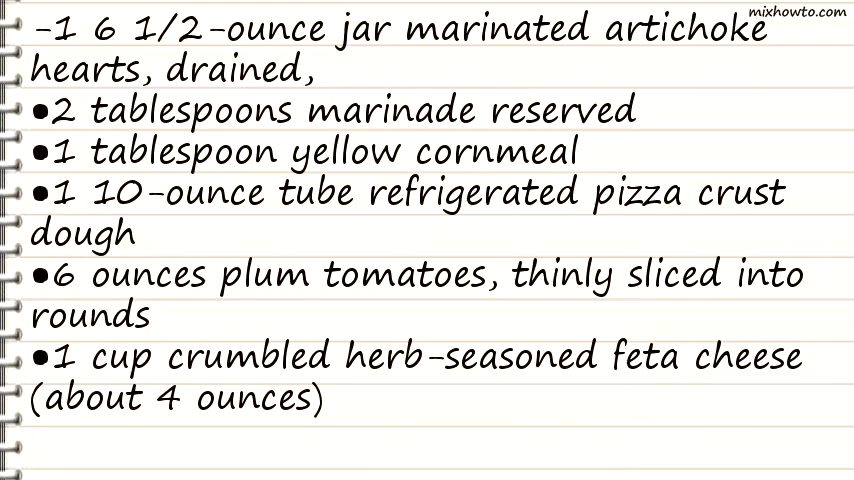 mixhowto.com
-1 6 1/2-ounce jar marinated artichoke
hearts, drained,
●2 tablespoons marinade reserved
●1 tablespoon yellow cornmeal
●1 10-ounce tube refrigerated pizza crust
dough
●6 ounces plum tomatoes, thinly sliced into
rounds
●1 cup crumbled herb-seasoned feta cheese
(about 4 ounces)